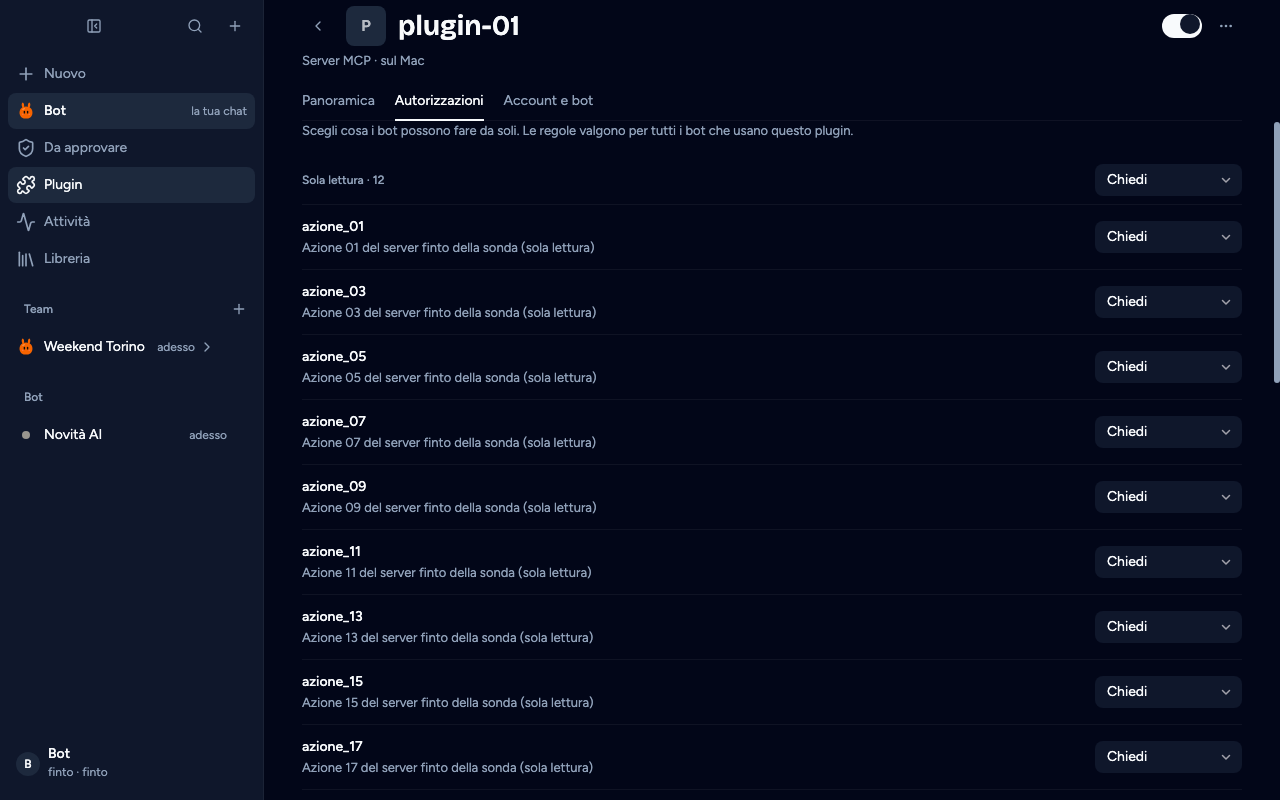 P plugin-01
Server MCP · sul Mac
Nuovo
Bot la tua chat
Da approvare
Plugin
Attività
Libreria
Team
Weekend Torino adesso
Bot
Novità AI adesso
B Bot
finto · finto
Panoramica Autorizzazioni Account e bot
Scegli cosa i bot possono fare da soli. Le regole valgono per tutti i bot che usano questo plugin.
Sola lettura · 12 Chiedi
azione_01
Azione 01 del server finto della sonda (sola lettura)
Chiedi
azione_03
Azione 03 del server finto della sonda (sola lettura)
Chiedi
azione_05
Azione 05 del server finto della sonda (sola lettura)
Chiedi
azione_07
Azione 07 del server finto della sonda (sola lettura)
Chiedi
azione_09
Azione 09 del server finto della sonda (sola lettura)
Chiedi
azione_11
Azione 11 del server finto della sonda (sola lettura)
Chiedi
azione_13
Azione 13 del server finto della sonda (sola lettura)
Chiedi
azione_15
Azione 15 del server finto della sonda (sola lettura)
Chiedi
azione_17
Azione 17 del server finto della sonda (sola lettura)
Chiedi